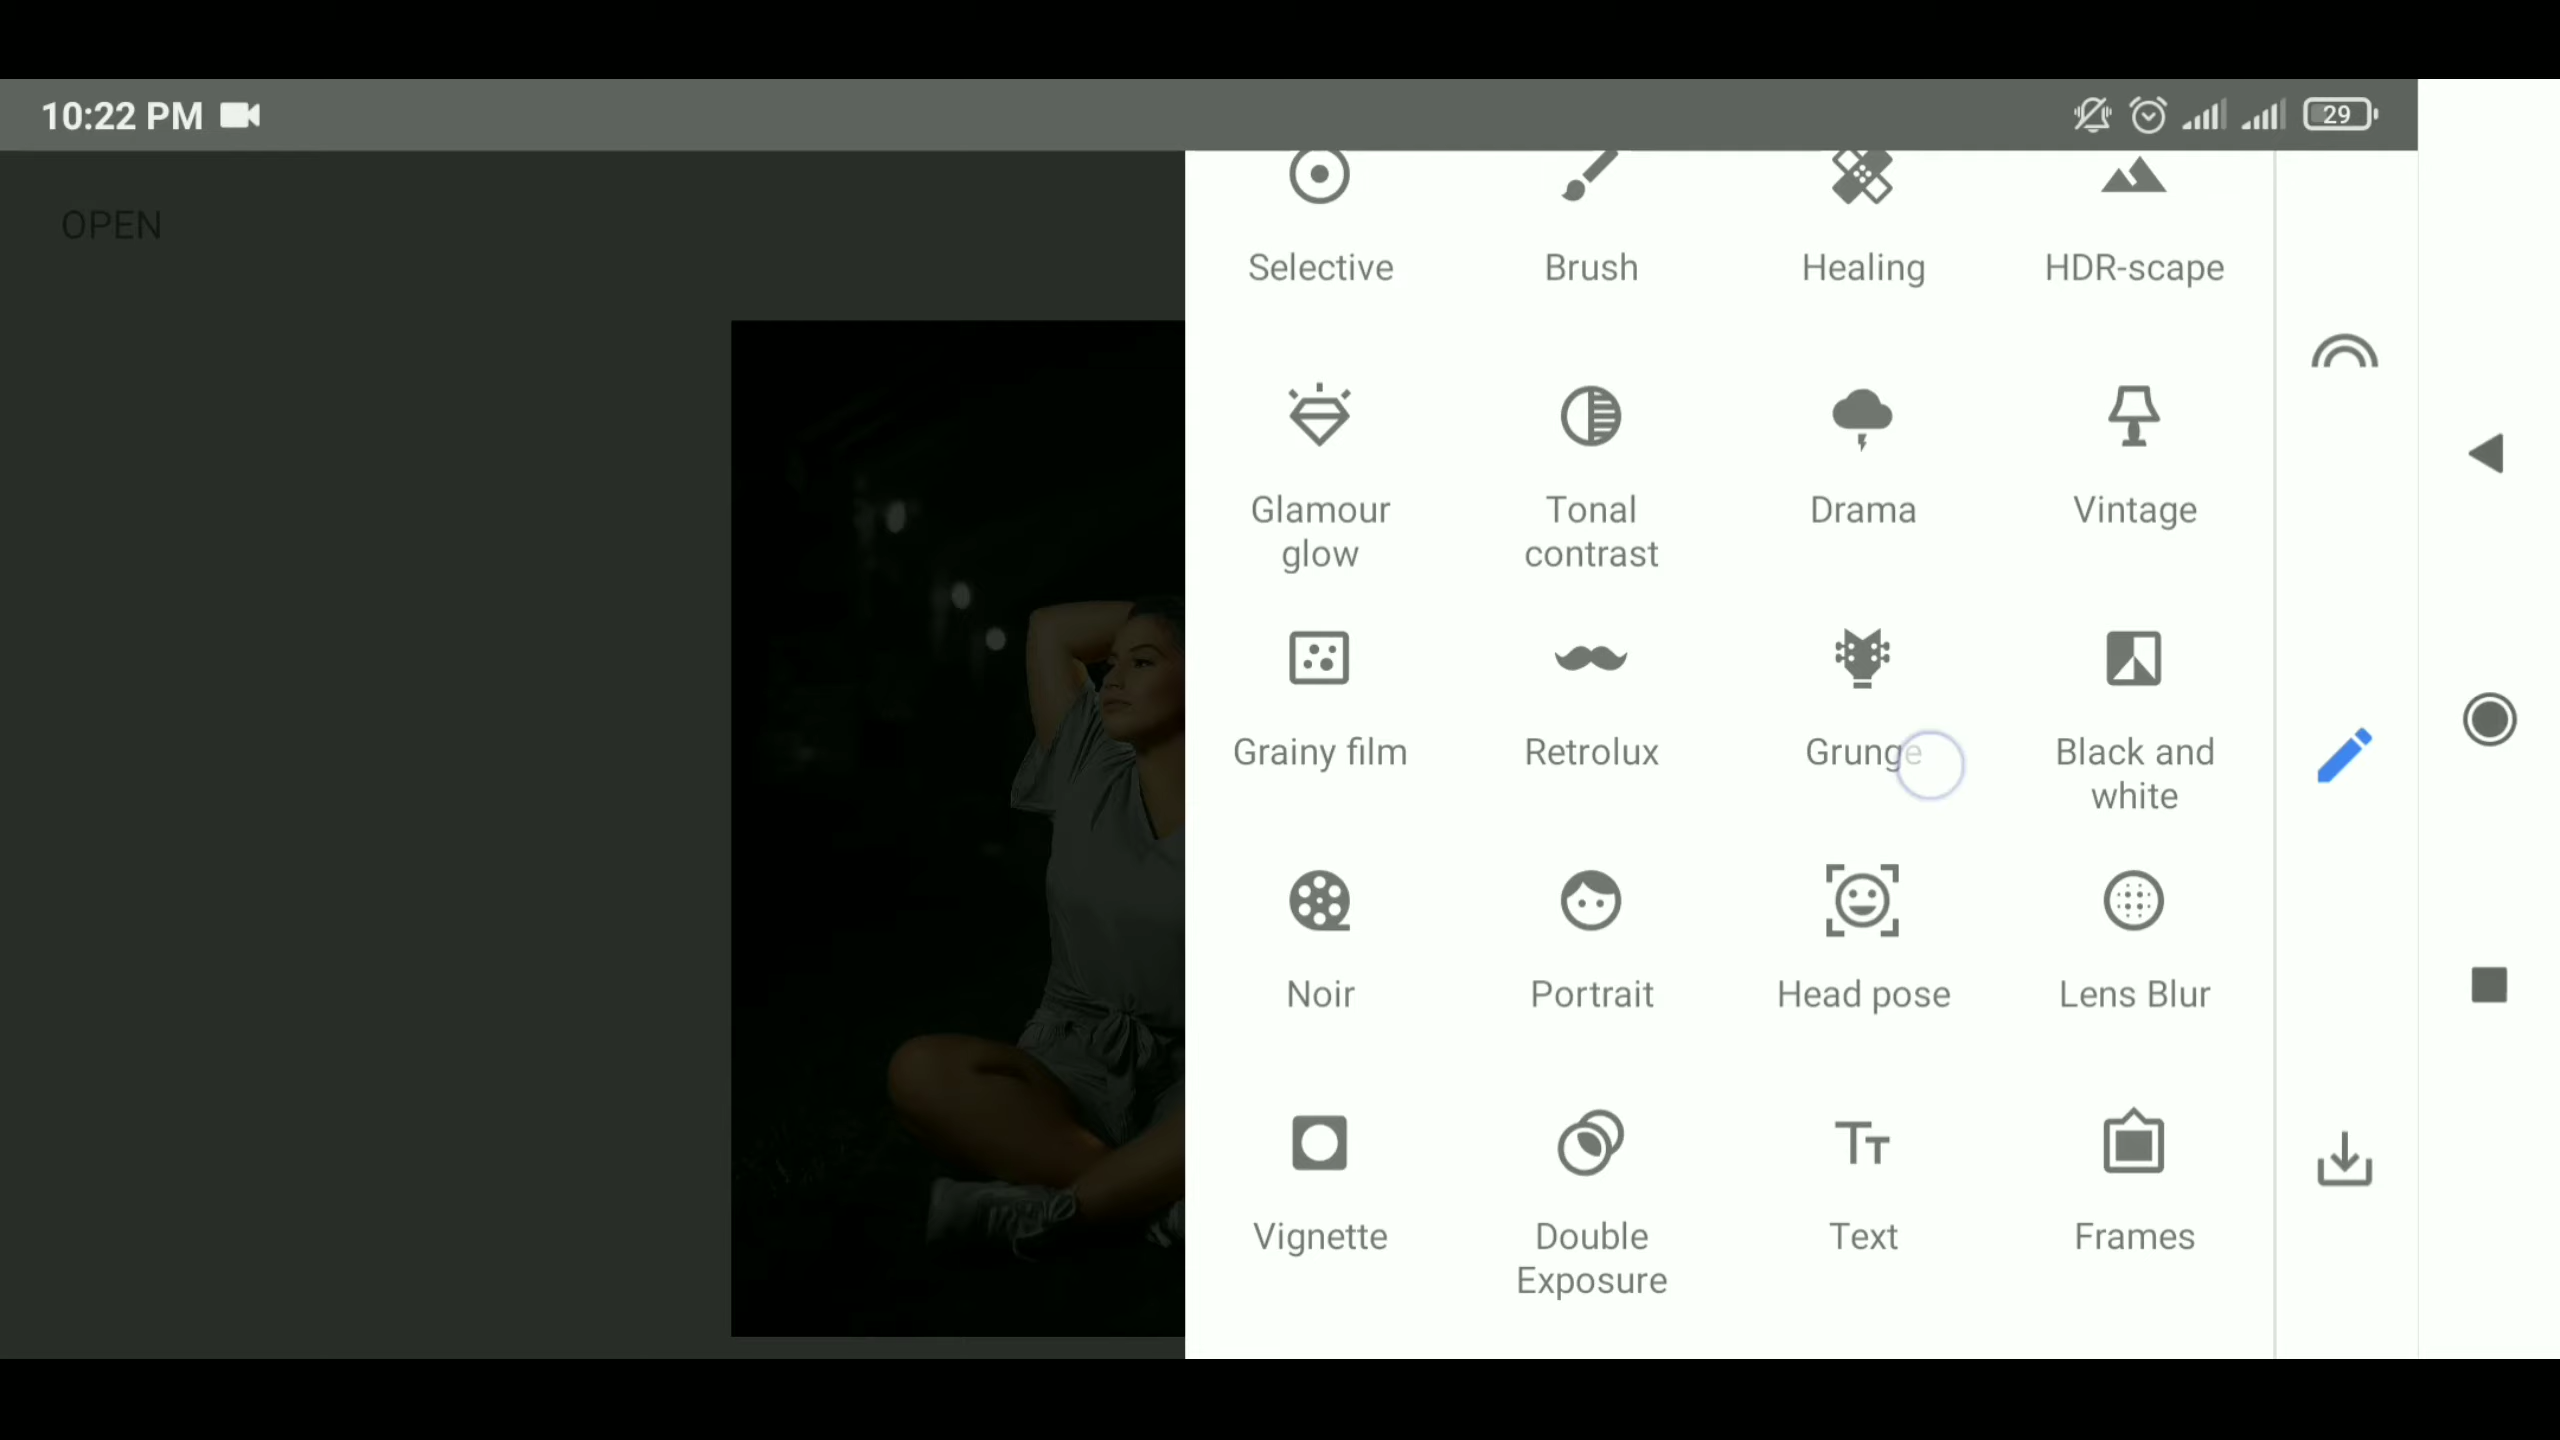 10:22 PM
29
OPEN
Selective
Brush
Healing
HDR-scape
Glamour
glow
Tonal
contrast
Drama
Vintage
Grainy film
Retrolux
Grunge
Black and
white
Noir
Portrait
Head pose
Lens Blur
Vignette
Double
Exposure
Text
Frames